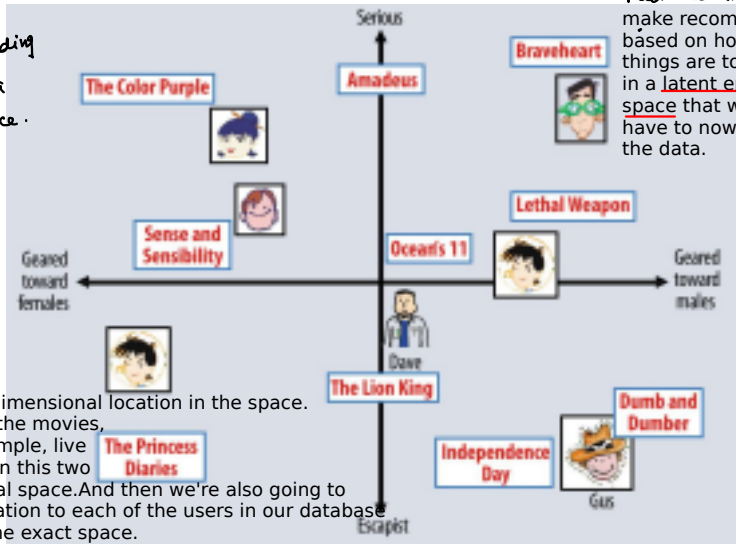 Serious
make recom
Braveheart
based on ho
The Color Purple
Amadeus
things are to
in a latent e
space that w
have to now
the data.
Lethal Weapon
Sense and
Sensibility
Ocean's 11
Geared
toward
females
Geared
toward
males
Dave
The Lion King
imensional location in the space.
the movies,
mple, live
n this two
The Princess
Diaries
Dumb and
Dumber
Independence
Day
Gus
al space.And then we're also going to
ation to each of the users in our database
e exact space.
Escapist